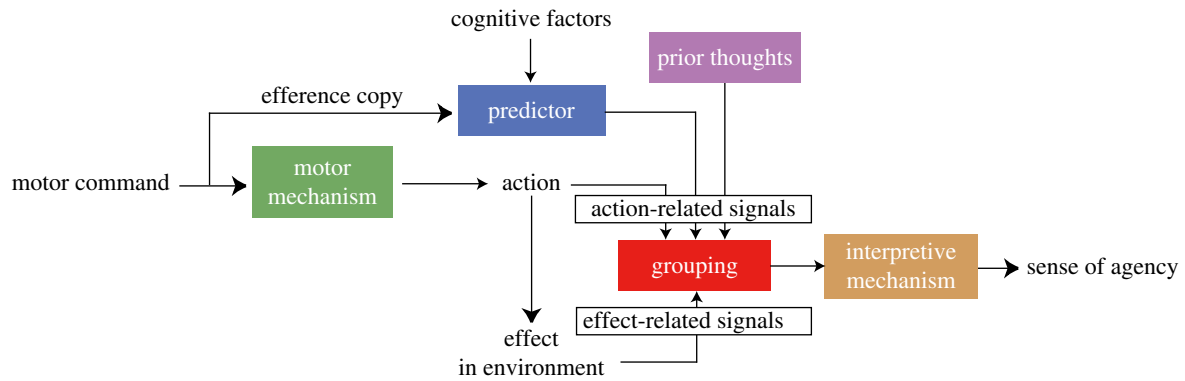 cognitive factors
prior thoughts
efference copy
predictor
motor command
motor
mechanism
action
action-related signals
grouping
interpretive
mechanism
sense of agency
effect-related signals
effect
in environment